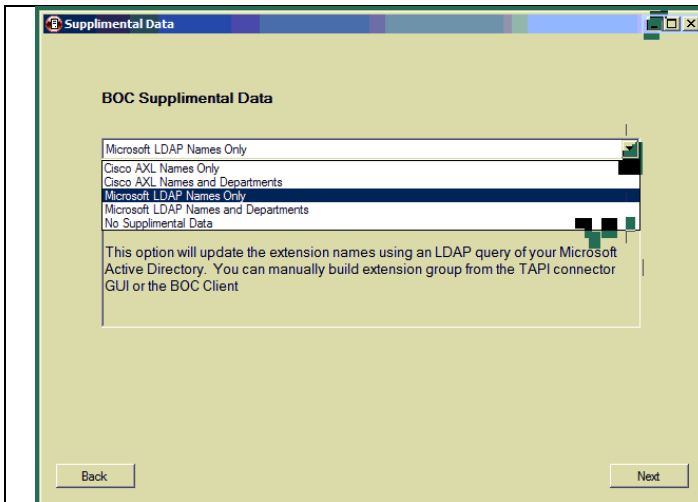 Supplimental Data
BOC Supplimental Data
Microsoft LDAP Names Only
Cisco AXL Names Only
Cisco AXL Names and Departments
Microsoft LDAP Names Only
Microsoft LDAP Names and Departments
No Supplimental Data
This option will update the extension names using an LDAP query of your Microsoft
Active Directory. You can manually build extension group from the TAPI connector
GUI or the BOC Client
Back
Next